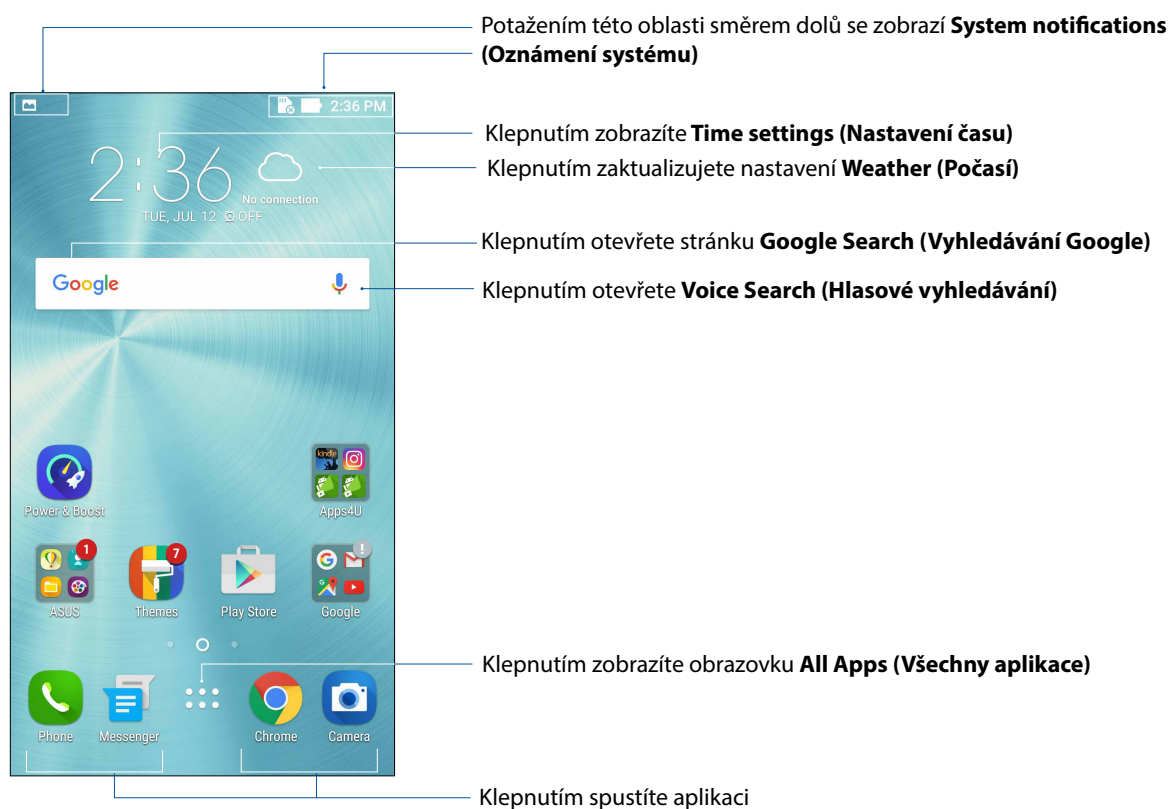 Potažením této oblasti směrem dolů se zobrazí System notifications
(Oznámení systému)
2:36 PM
Klepnutím zobrazíte Time settings (Nastavení času)
2:36
Klepnutím zaktualizujete nastavení Weather (Počasí)
No connection
TUE, JUL 12 OFF
Klepnutím otevřete stránku Google Search (Vyhledávání Google)
Google
Klepnutím otevřete Voice Search (Hlasové vyhledávání)
kindle
Power & Boost
Apps4U
1
7
!
G
G
ASUS
Themes
Play Store
Google
Klepnutím zobrazíte obrazovku All Apps (Všechny aplikace)
Phone
Messenger
Chrome
Camera
Klepnutím spustíte aplikaci